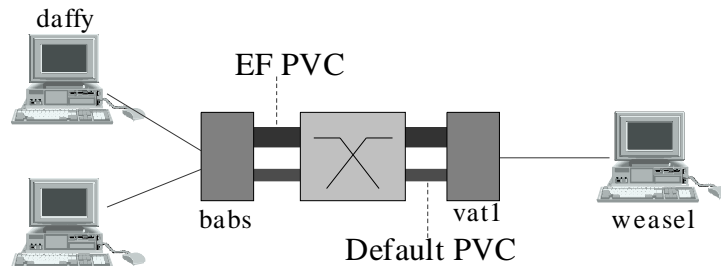 daffy
EF PVC
babs
vat1
weasel
Default PVC